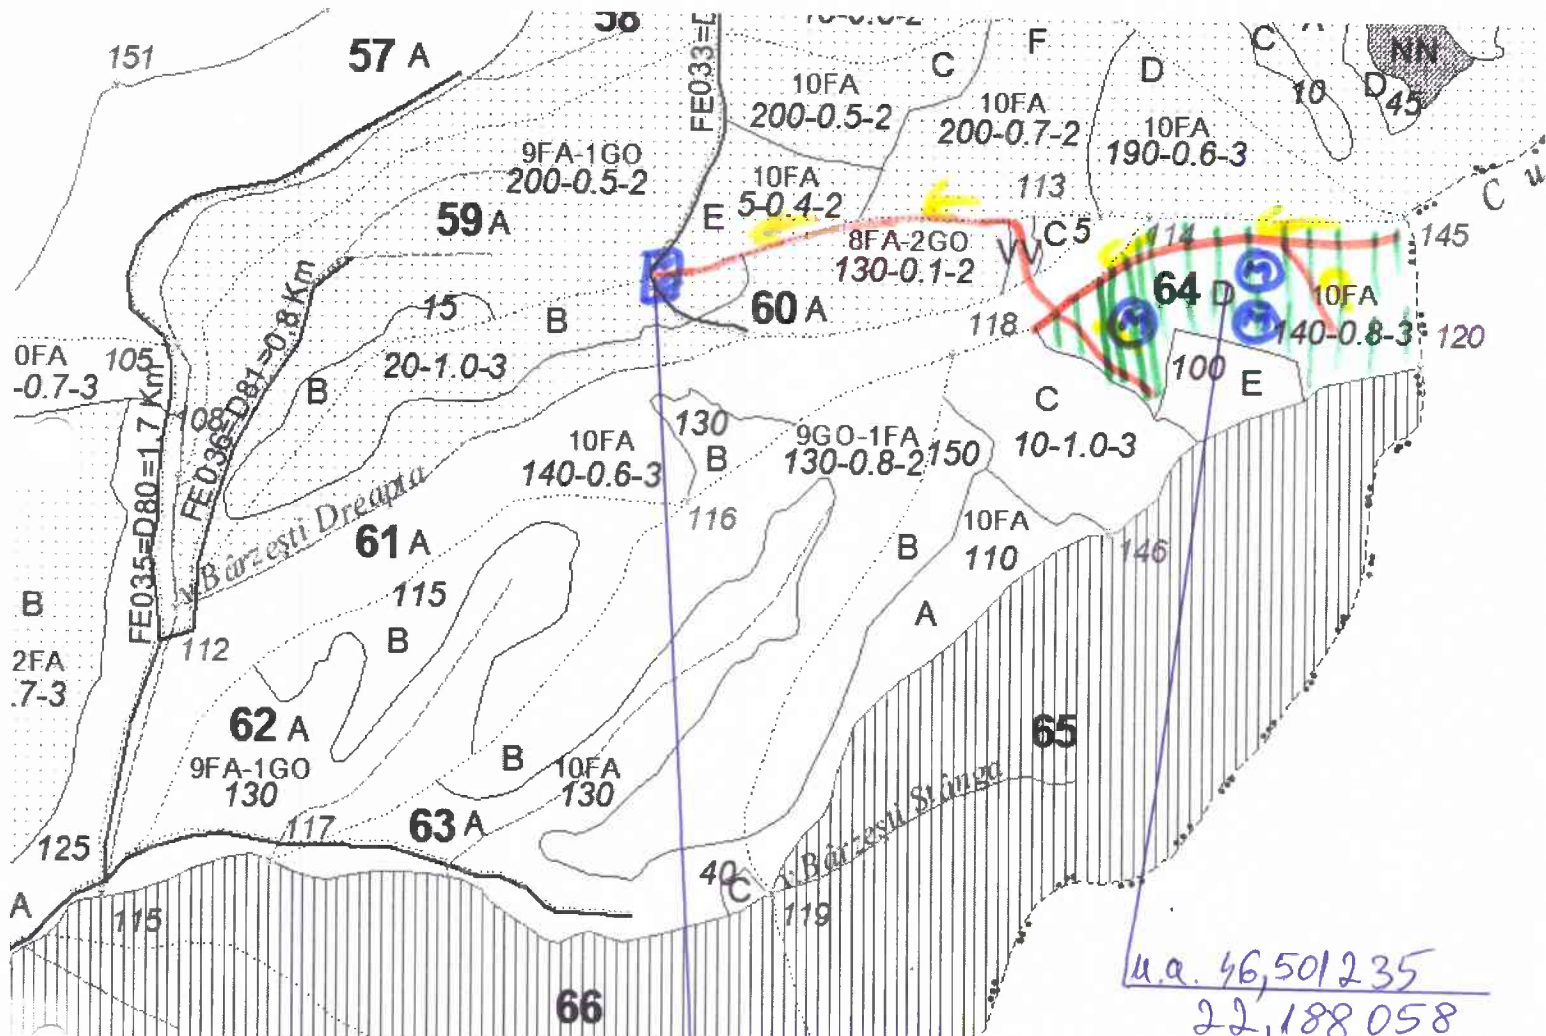 58
151
57 A
C
F
D
C
NN
10
D 45
FE033=D
10FA
200-0.5-2
10FA
200-0.7-2
10FA
190-0.6-3
9FA-1GO
200-0.5-2
10FA
5-0.4-2
113
C u
59 A
E
8FA-2GO
130-0.1-2
C 5
114
145
64 D
M
M
M
10FA
140-0.8-3
120
15
B
60 A
118
0FA
-0.7-3
105
20-1.0-3
B
100
E
108
FE036=D81=0.8 Km
FE035=D80=1.7 Km
130
C
10-1.0-3
10FA
140-0.6-3
B
9GO-1FA
130-0.8-2
150
v.Bârzești Dreapta
116
61 A
10FA
110
B
146
B
115
B
A
112
2FA
.7-3
62 A
9FA-1GO
130
B
10FA
130
65
v.Bârzești Stânga
117
63 A
125
40
C
A
115
119
66
u.a. 46,501235
22,188058